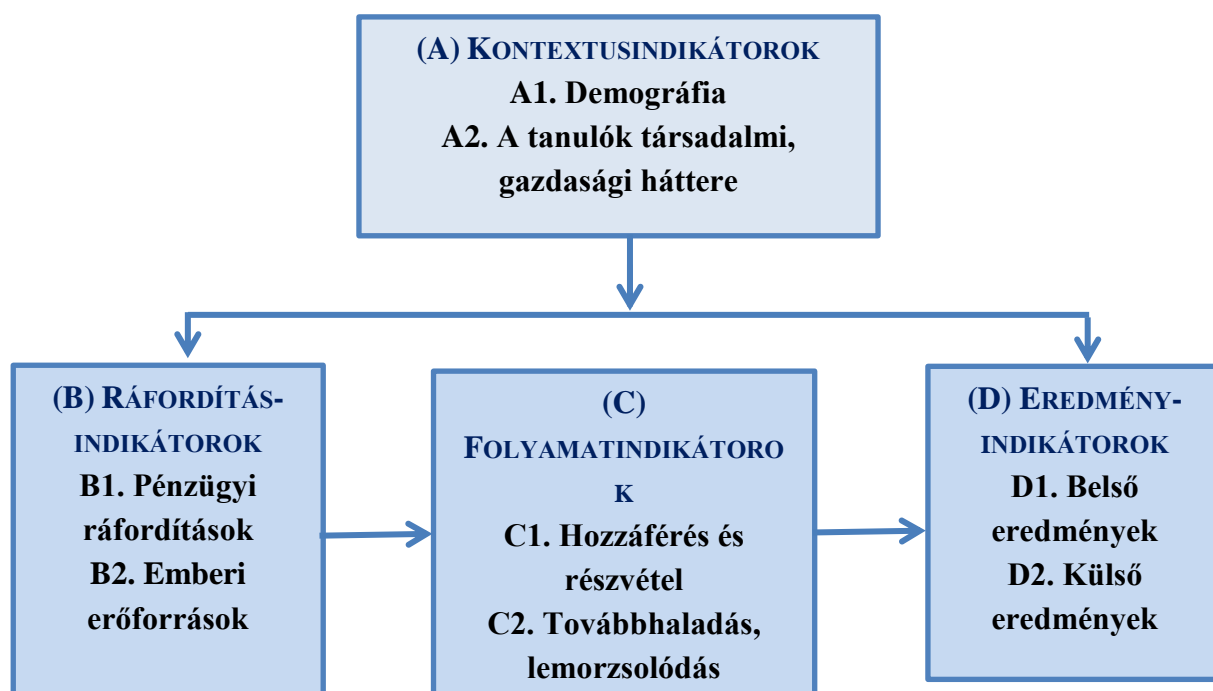 (A) KONTEXTUSINDIKÁTOROK
A1. Demográfia
A2. A tanulók társadalmi,
gazdasági háttere
(B) RÁFORDÍTÁS-
INDIKÁTOROK
B1. Pénzügyi
ráfordítások
B2. Emberi
erőforrások
(C)
FOLYAMATINDIKÁTORO
K
C1. Hozzáférés és
részvétel
C2. Továbbhaladás,
lemorzsolódás
(D) EREDMÉNY-
INDIKÁTOROK
D1. Belső
eredmények
D2. Külső
eredmények